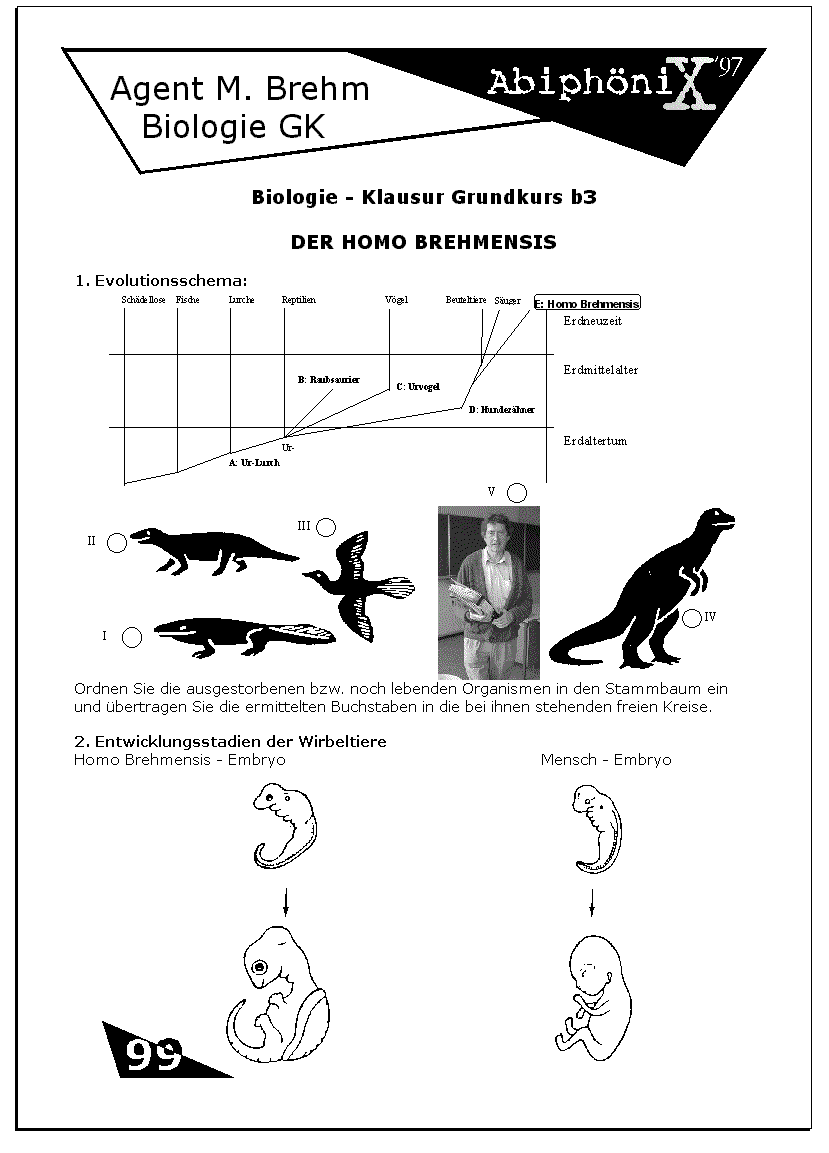 Agent M. Brehm
Biologie GK
AbiphöniX '97
Biologie - Klausur Grundkurs b3
DER HOMO BREHMENSIS
1. Evolutionsschema:
Schädellose Fische Lurche Reptilien Vögel Beuteltiere Säuger E: Homo Brehmensis
Erdneuzeit
Erdmittelalter
B: Raubsaurier
C: Urvogel
D: Hundezähner
Erdaltertum
Ur-
A: Ur-Lurch
V
III
II
IV
I
Ordnen Sie die ausgestorbenen bzw. noch lebenden Organismen in den Stammbaum ein
und übertragen Sie die ermittelten Buchstaben in die bei ihnen stehenden freien Kreise.
2. Entwicklungsstadien der Wirbeltiere
Homo Brehmensis - Embryo Mensch - Embryo
99